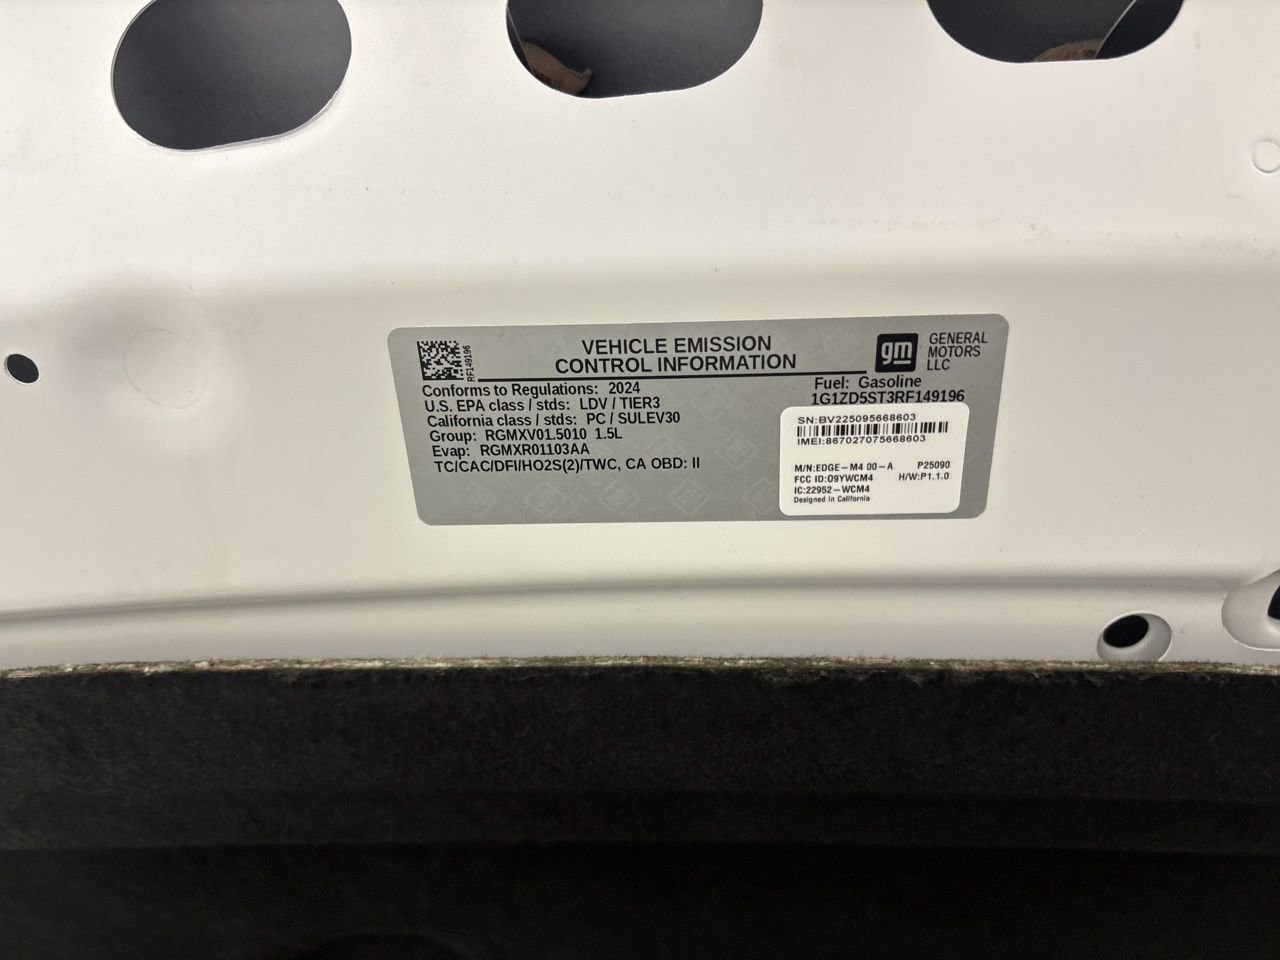 VEHICLE EMISSION
CONTROL INFORMATION
gm
GENERAL
MOTORS
LLC
RF149196
Conforms to Regulations: 2024
U.S. EPA class / stds: LDV / TIER3
California class / stds: PC / SULEV30
Group: RGMXV01.5010 1.5L
Evap: RGMXR01103AA
TC/CAC/DFI/HO2S(2)/TWC, CA OBD: II
Fuel: Gasoline
1G1ZD5ST3RF149196
SN:BV225095668603
IMEI:867027075668603
M/N:EDGE-M4 00-A P25090
FCC ID:O9YWCM4 H/W:P1.1.0
IC:22952-WCM4
Designed in California